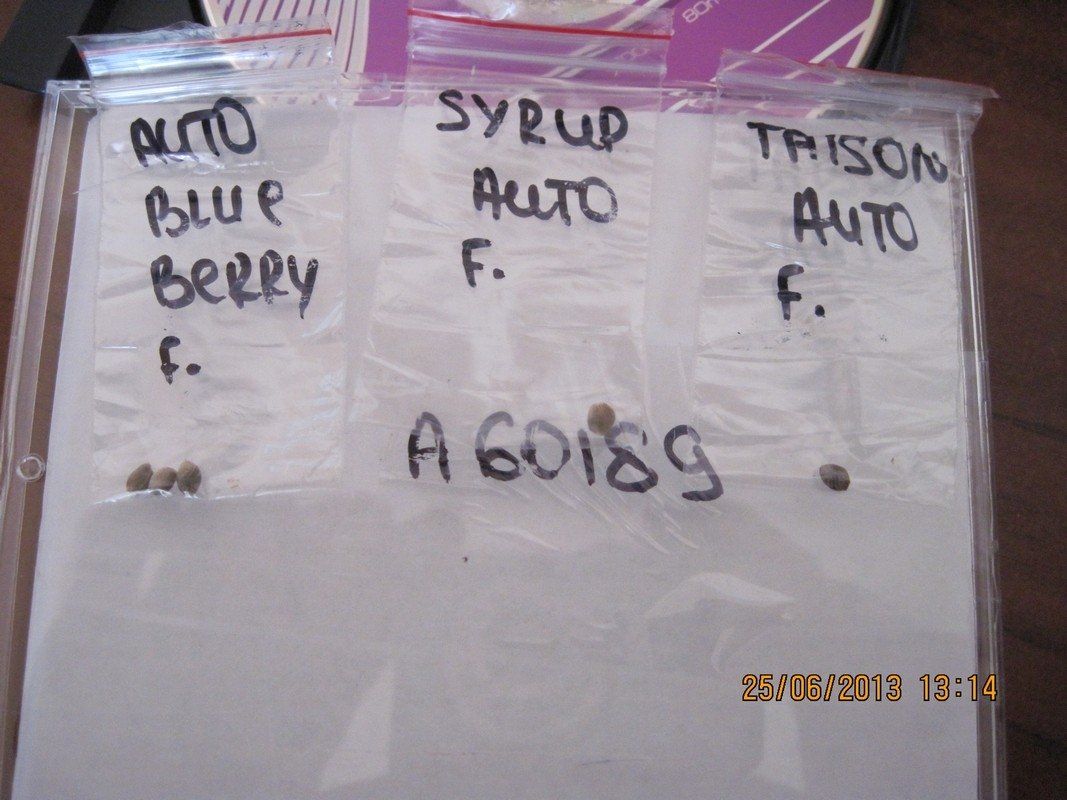 AUTO
BLUe
BeRRY
F.
SYRUP
AUTO
F.
TAISON
AUTO
F.
A60189
25/06/2013 13:14